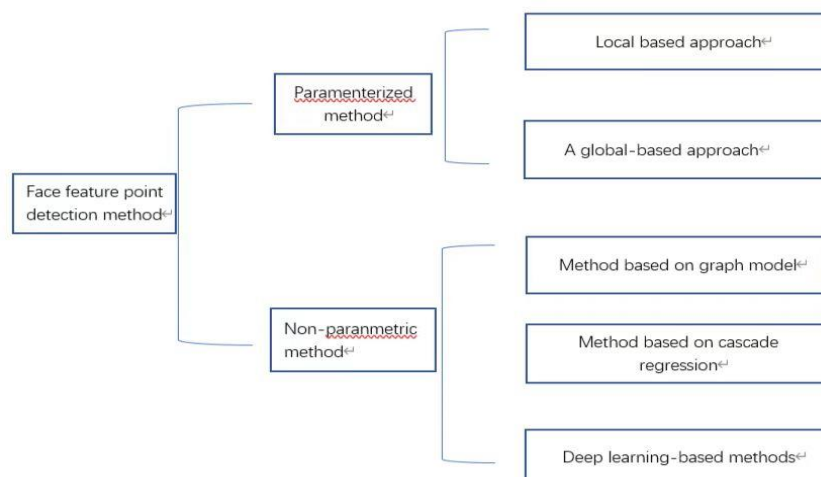 Local based approach↵
Paramenterized
method↵
A global-based approach↵
Face feature point
detection method↵
Method based on graph model↵
Non-paranmetric
method↵
Method based on cascade
regression↵
Deep learning-based methods↵